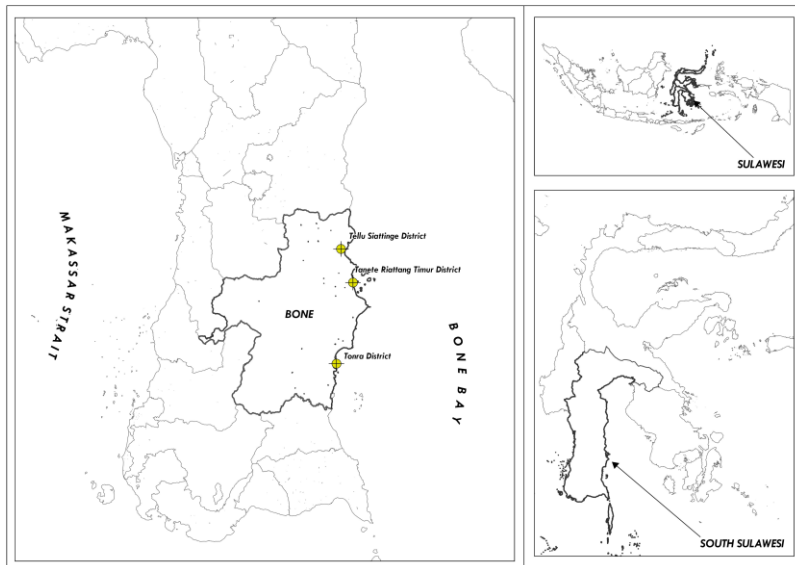 MAKASSAR STRAIT
Tellu Siattinge District
Tanete Riattang Timur District
BONE
Tonra District
BONE BAY
SULAWESI
SOUTH SULAWESI